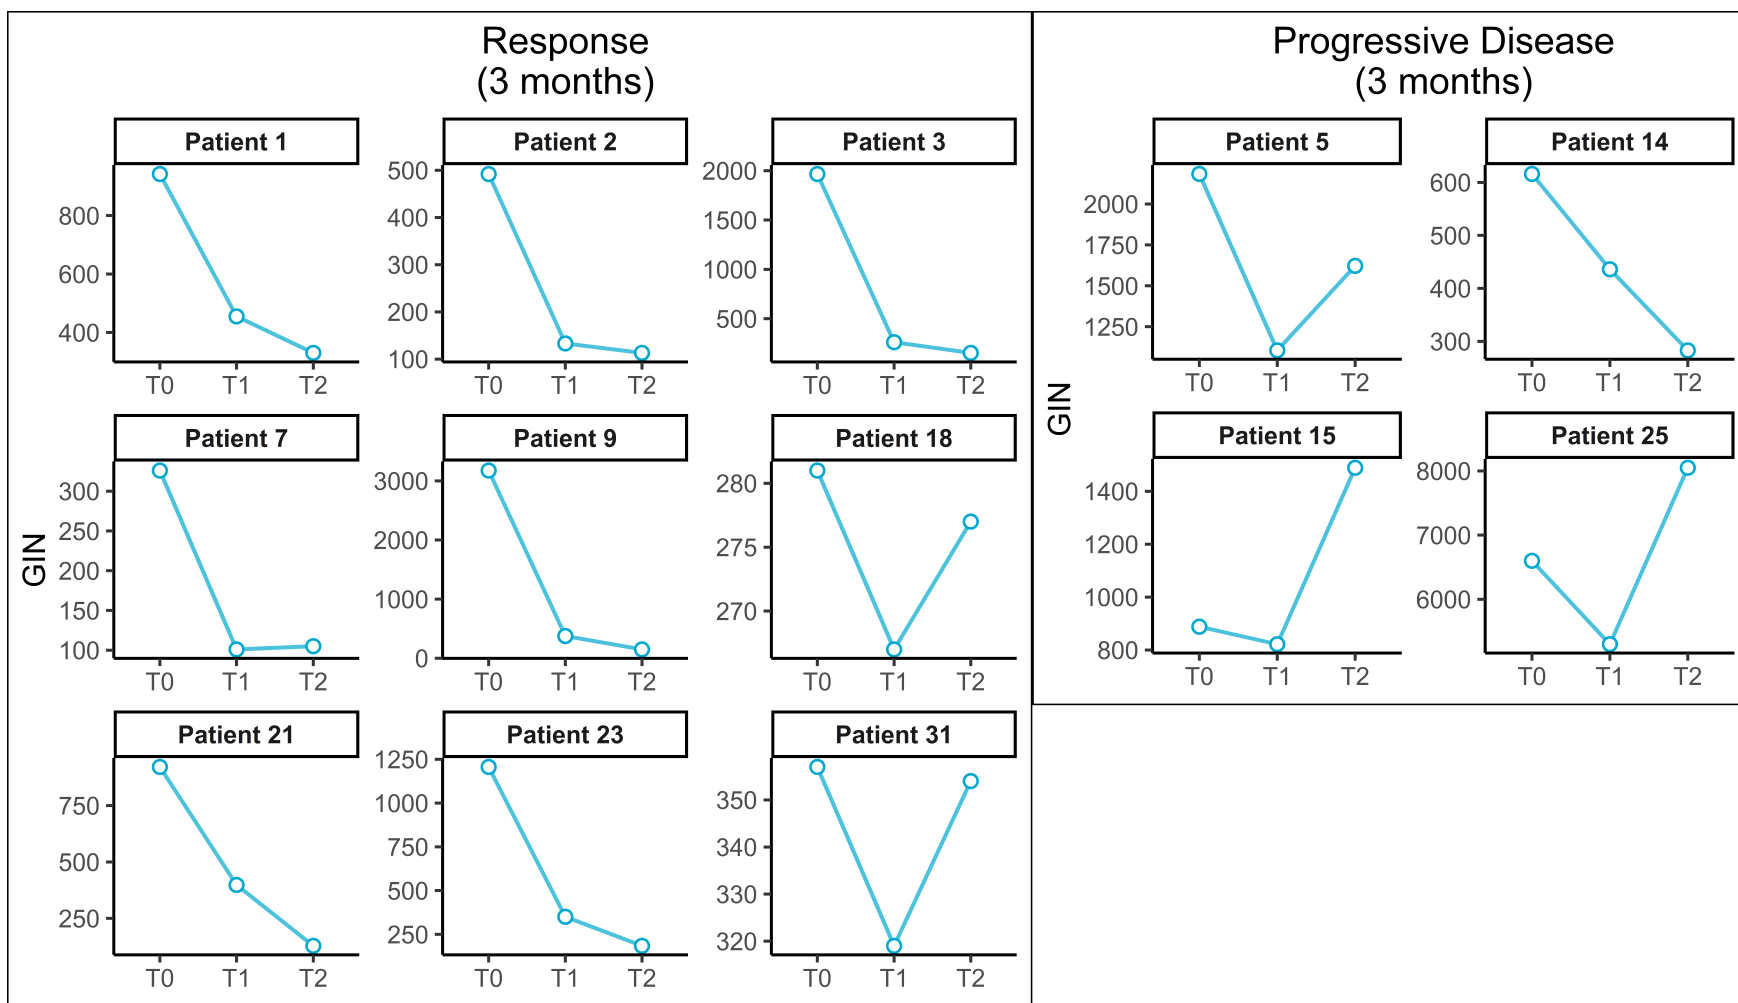 Response
(3 months)
GIN
Patient 1
800
600
400
T0 T1 T2
Patient 2
500
400
300
200
100
T0 T1 T2
Patient 3
2000
1500
1000
500
T0 T1 T2
Patient 7
300
250
200
150
100
T0 T1 T2
Patient 9
3000
2000
1000
0
T0 T1 T2
Patient 18
280
275
270
T0 T1 T2
Patient 21
750
500
250
T0 T1 T2
Patient 23
1250
1000
750
500
250
T0 T1 T2
Patient 31
350
340
330
320
T0 T1 T2
Progressive Disease
(3 months)
GIN
Patient 5
2000
1750
1500
1250
T0 T1 T2
Patient 14
600
500
400
300
T0 T1 T2
Patient 15
1400
1200
1000
800
T0 T1 T2
Patient 25
8000
7000
6000
T0 T1 T2